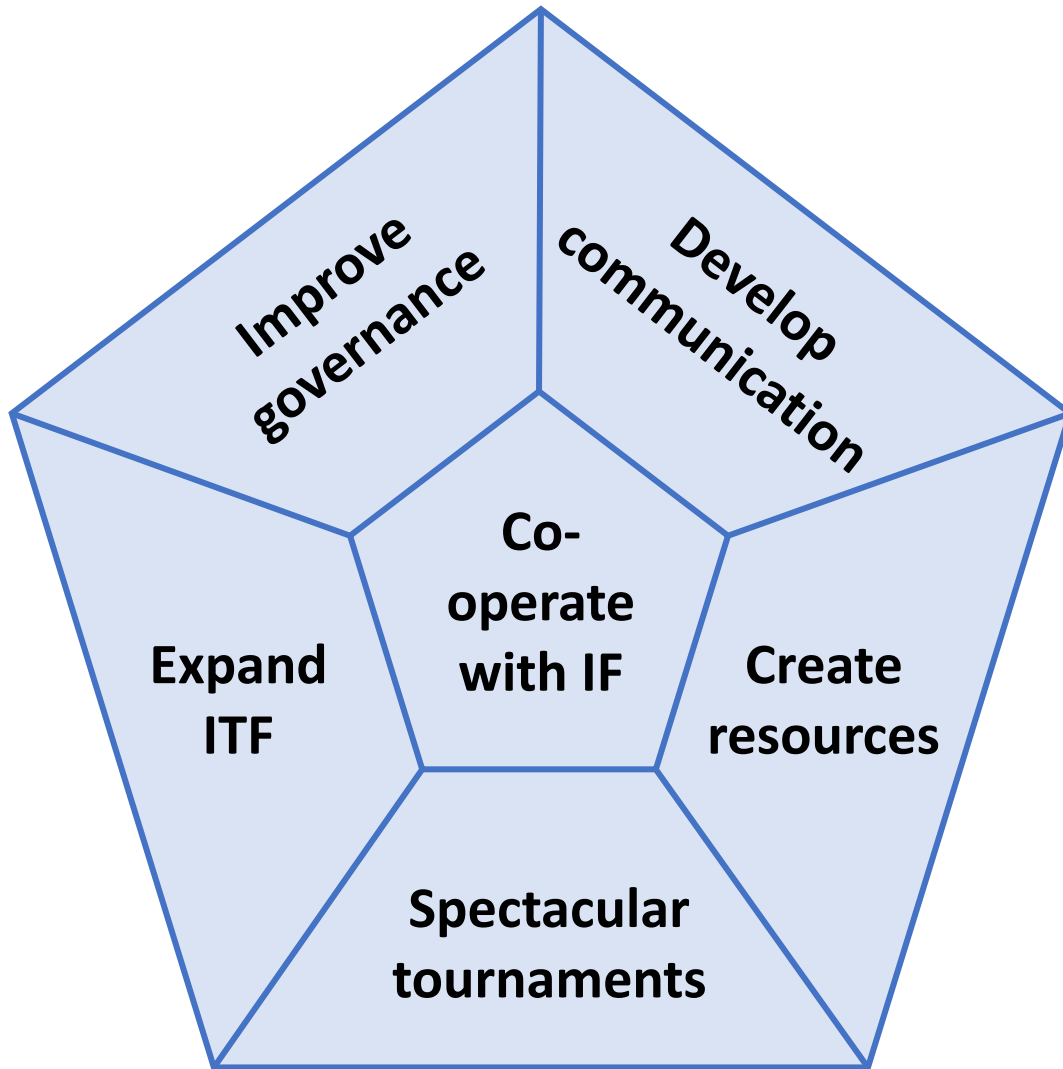 Improve
governance
Develop
communication
Co-
operate
with IF
Expand
ITF
Create
resources
Spectacular
tournaments